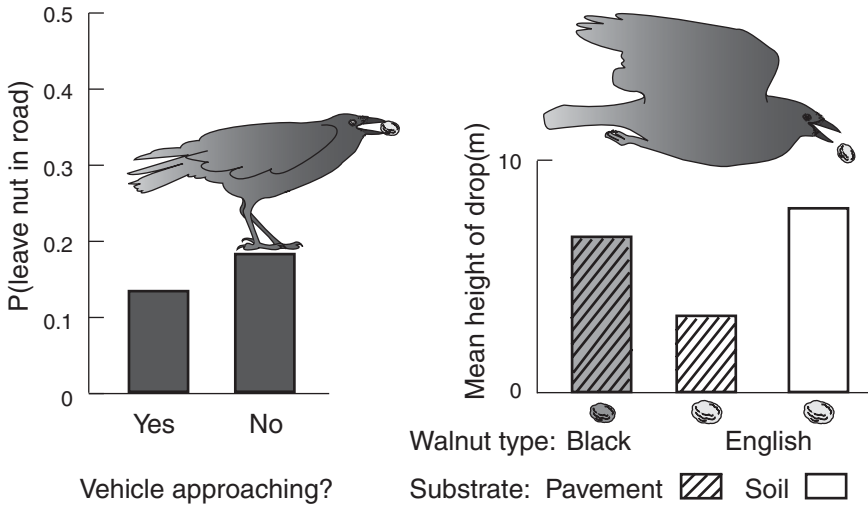 P(leave nut in road)
0.5
0.4
0.3
0.2
0.1
0
Yes No
Vehicle approaching?
Mean height of drop(m)
10
0
Walnut type: Black English
Substrate: Pavement Soil